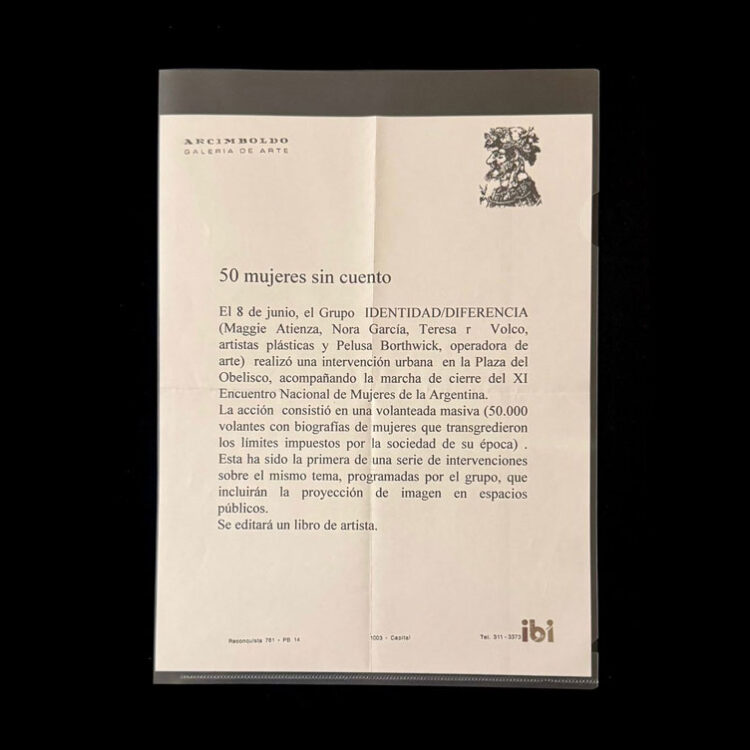 ARCIMBOLDO
GALERIA DE ARTE
50 mujeres sin cuento
El 8 de junio, el Grupo IDENTIDAD/DIFERENCIA
(Maggie Atienza, Nora García, Teresa r Volco,
artistas plásticas y Pelusa Borthwick, operadora de
arte) realizó una intervención urbana en la Plaza del
Obelisco, acompañando la marcha de cierre del XI
Encuentro Nacional de Mujeres de la Argentina.
La acción consistió en una volanteada masiva (50.000
volantes con biografías de mujeres que transgredieron
los límites impuestos por la sociedad de su época) .
Esta ha sido la primera de una serie de intervenciones
sobre el mismo tema, programadas por el grupo, que
incluirán la proyección de imagen en espacios
públicos.
Se editará un libro de artista.
Reconquista 761 - PB 14 1003 - Capital Tel. 311-3373 ibi